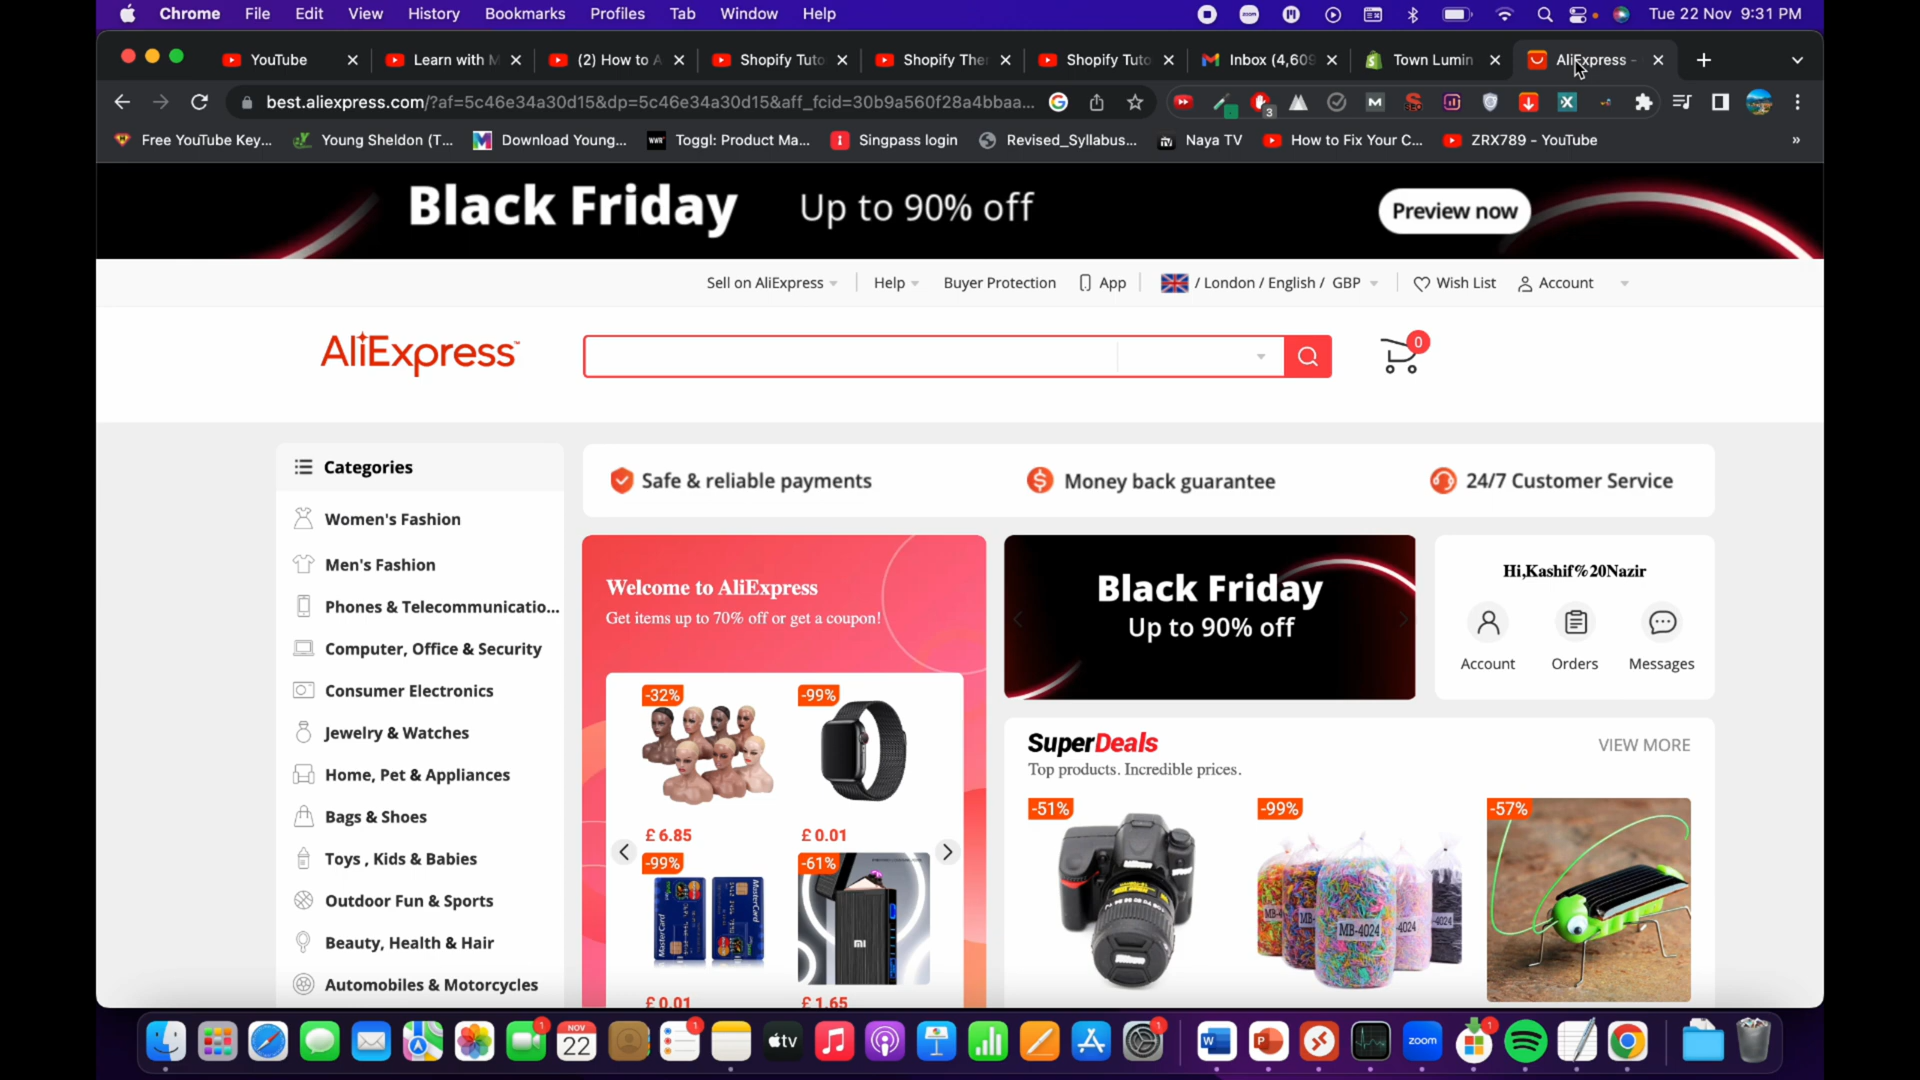 Chrome File Edit View History Bookmarks Profiles Tab Window Help Tue 22 Nov 9:31 PM
YouTube Learn with M (2) How to A Shopify Tuto Shopify The Shopify Tuto Inbox (4,609 Town Lumin AliExpress -
best.aliexpress.com/?af=5c46e34a30d15&dp=5c46e34a30d15&aff_fcid=30b9a560f28a4bbaa...
Free YouTube Key... Young Sheldon (T... Download Young... Toggl: Product Ma... Singpass login Revised_Syllabus... Naya TV How to Fix Your C... ZRX789 - YouTube »
Black Friday Up to 90% off Preview now
Sell on AliExpress Help Buyer Protection App / London / English / GBP Wish List Account
AliExpress
0
Categories
Women's Fashion
Men's Fashion
Phones & Telecommunicatio...
Computer, Office & Security
Consumer Electronics
Jewelry & Watches
Home, Pet & Appliances
Bags & Shoes
Toys , Kids & Babies
Outdoor Fun & Sports
Beauty, Health & Hair
Automobiles & Motorcycles
Safe & reliable payments Money back guarantee 24/7 Customer Service
Welcome to AliExpress
Get items up to 70% off or get a coupon!
-32% -99%
£ 6.85 £ 0.01
-99% -61%
MasterCard MasterCard
£ 0.01 £ 1.65
Black Friday
Up to 90% off
Hi,Kashif%20Nazir
Account Orders Messages
SuperDeals VIEW MORE
Top products. Incredible prices.
-51% -99% -57%
MB-4024
NOV
22
tv
zoom